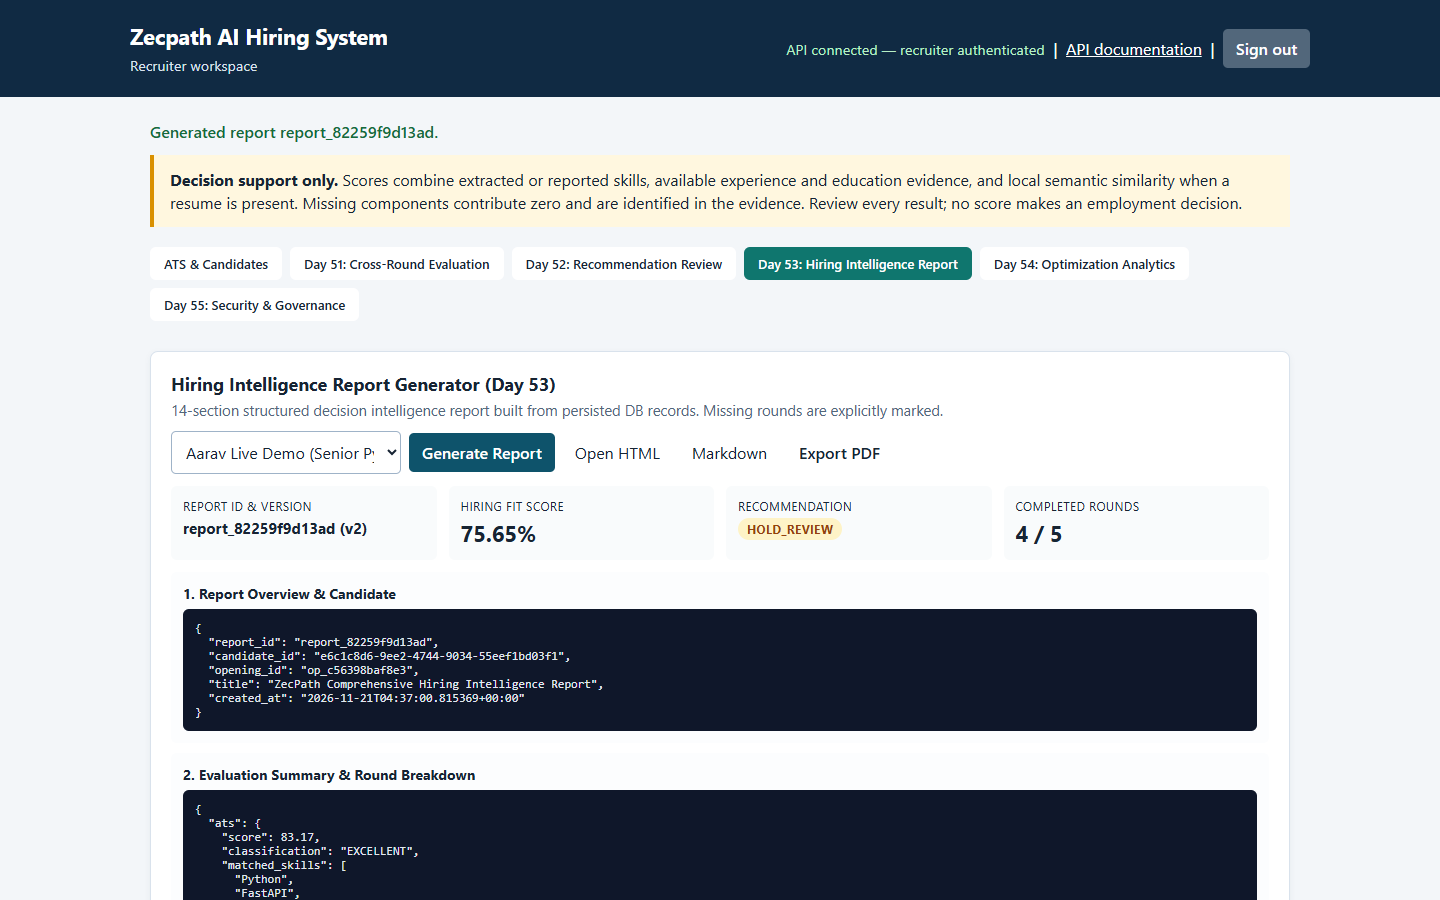 Zecpath AI Hiring System
Recruiter workspace
API connected — recruiter authenticated | API documentation | Sign out
Generated report report_82259f9d13ad.
Decision support only. Scores combine extracted or reported skills, available experience and education evidence, and local semantic similarity when a
resume is present. Missing components contribute zero and are identified in the evidence. Review every result; no score makes an employment decision.
ATS & Candidates
Day 51: Cross-Round Evaluation
Day 52: Recommendation Review
Day 53: Hiring Intelligence Report
Day 54: Optimization Analytics
Day 55: Security & Governance
Hiring Intelligence Report Generator (Day 53)
14-section structured decision intelligence report built from persisted DB records. Missing rounds are explicitly marked.
Aarav Live Demo (Senior Py
Generate Report
Open HTML
Markdown
Export PDF
REPORT ID & VERSION
report_82259f9d13ad (v2)
HIRING FIT SCORE
75.65%
RECOMMENDATION
HOLD_REVIEW
COMPLETED ROUNDS
4 / 5
1. Report Overview & Candidate
{
"report_id": "report_82259f9d13ad",
"candidate_id": "e6c1c8d6-9ee2-4744-9034-55eef1bd03f1",
"opening_id": "op_c56398baf8e3",
"title": "ZecPath Comprehensive Hiring Intelligence Report",
"created_at": "2026-11-21T04:37:00.815369+00:00"
}
2. Evaluation Summary & Round Breakdown
{
"ats": {
"score": 83.17,
"classification": "EXCELLENT",
"matched_skills": [
"Python",
"FastAPI",